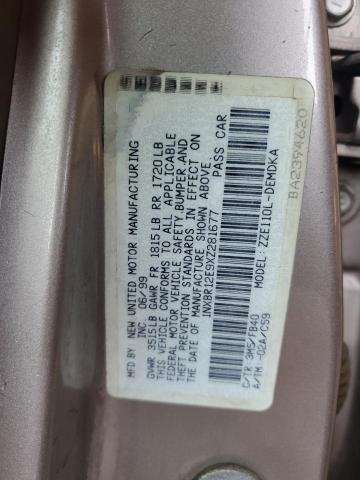 MFD BY NEW UNITED MOTOR MANUFACTURING
INC 06/99
GVWR 3515LB GAWR FR 1815LB RR 1720LB
THIS VEHICLE CONFORMS TO ALL APPLICABLE
FEDERAL MOTOR VEHICLE SAFETY,BUMPER,AND
THEFT PREVENTION STANDARDS IN EFFECT ON
THE DATE OF MANUFACTURE SHOWN ABOVE.
1NXBR12E9XZ281677 PASS CAR
MODEL: ZZE110L-DEMDKA
C/TR 3M5/FB40
A/TM -02A/C59
BA2394620